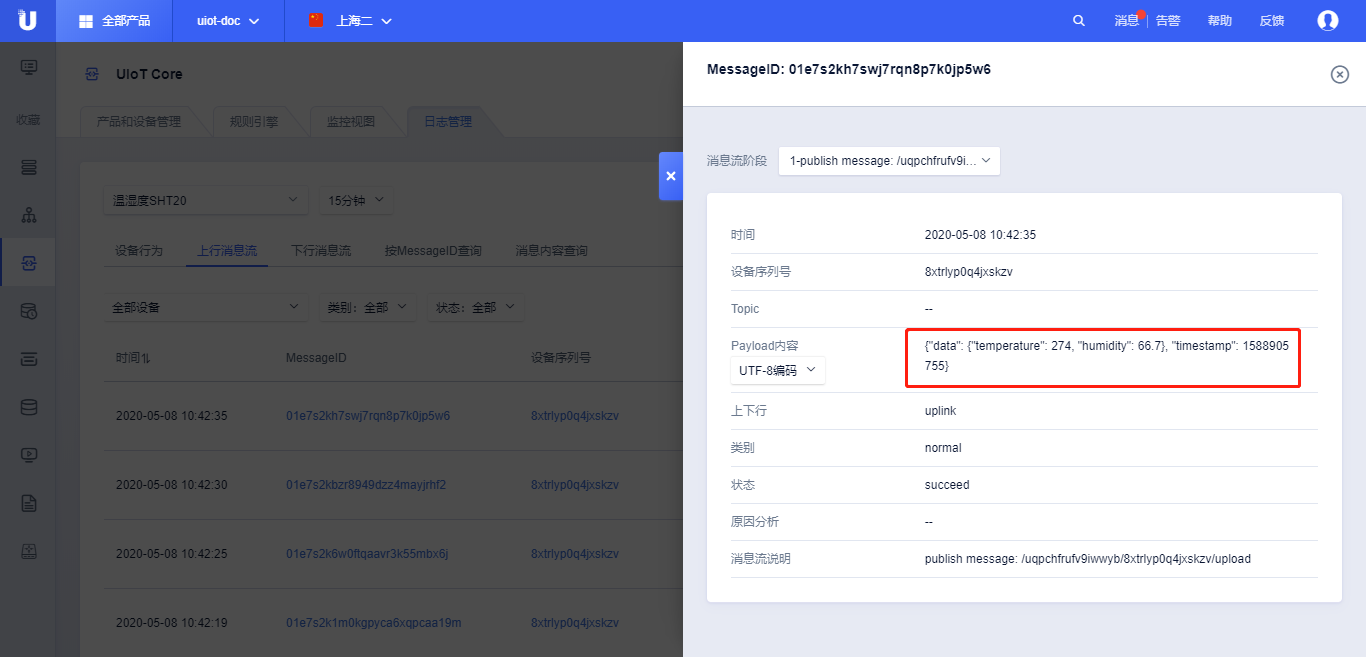 全部产品
uiot-doc
上海二
消息
告警
帮助
反馈
收藏
UIoT Core
产品和设备管理
规则引擎
监控视图
日志管理
温湿度SHT20
15分钟
设备行为
上行消息流
下行消息流
按MessageID查询
消息内容查询
全部设备
类别：全部
状态：全部
时间
MessageID
设备序列号
2020-05-08 10:42:35
01e7s2kh7swj7rqn8p7k0jp5w6
8xtrlyp0q4jxskzv
2020-05-08 10:42:30
01e7s2kbzr8949dzz4mayjrhf2
8xtrlyp0q4jxskzv
2020-05-08 10:42:25
01e7s2k6w0ftqaavr3k55mbx6j
8xtrlyp0q4jxskzv
2020-05-08 10:42:19
01e7s2k1m0kgpyca6xqpcaa19m
8xtrlyp0q4jxskzv
MessageID: 01e7s2kh7swj7rqn8p7k0jp5w6
消息流阶段
1-publish message: /uqpchfrufv9i...
时间
2020-05-08 10:42:35
设备序列号
8xtrlyp0q4jxskzv
Topic
--
Payload内容
UTF-8编码
{"data": {"temperature": 274, "humidity": 66.7}, "timestamp": 1588905
755}
上下行
uplink
类别
normal
状态
succeed
原因分析
--
消息流说明
publish message: /uqpchfrufv9iwwyb/8xtrlyp0q4jxskzv/upload